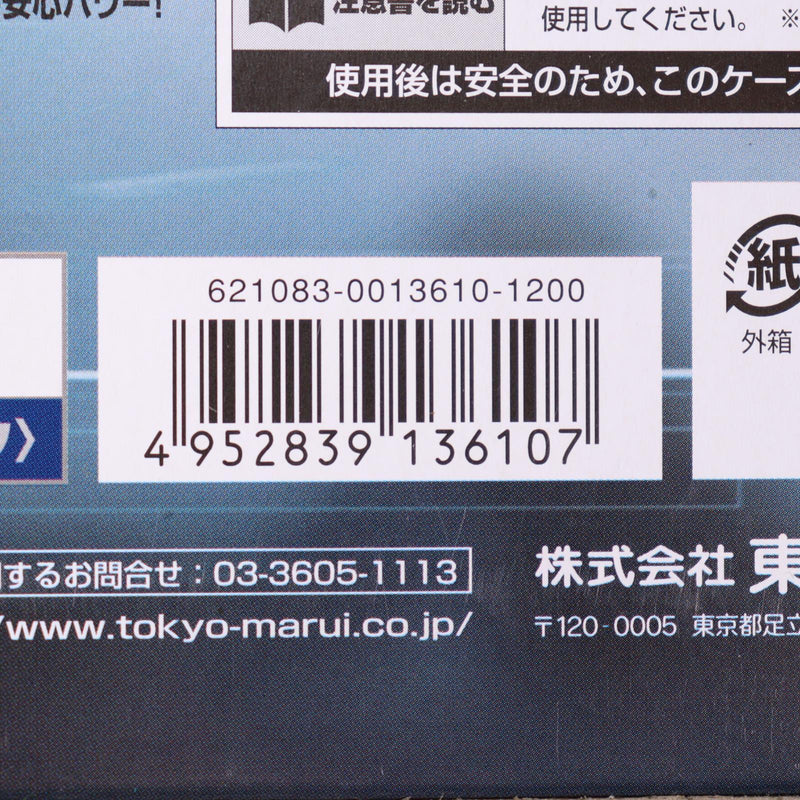 安心パワー!
注意書を読む
使用してください。 ※
使用後は安全のため、このケース
紙
外箱
621083-0013610-1200
4 952839 136107
するお問合せ：03-3605-1113
/www.tokyo-marui.co.jp/
株式会社 東
〒120-0005 東京都足立